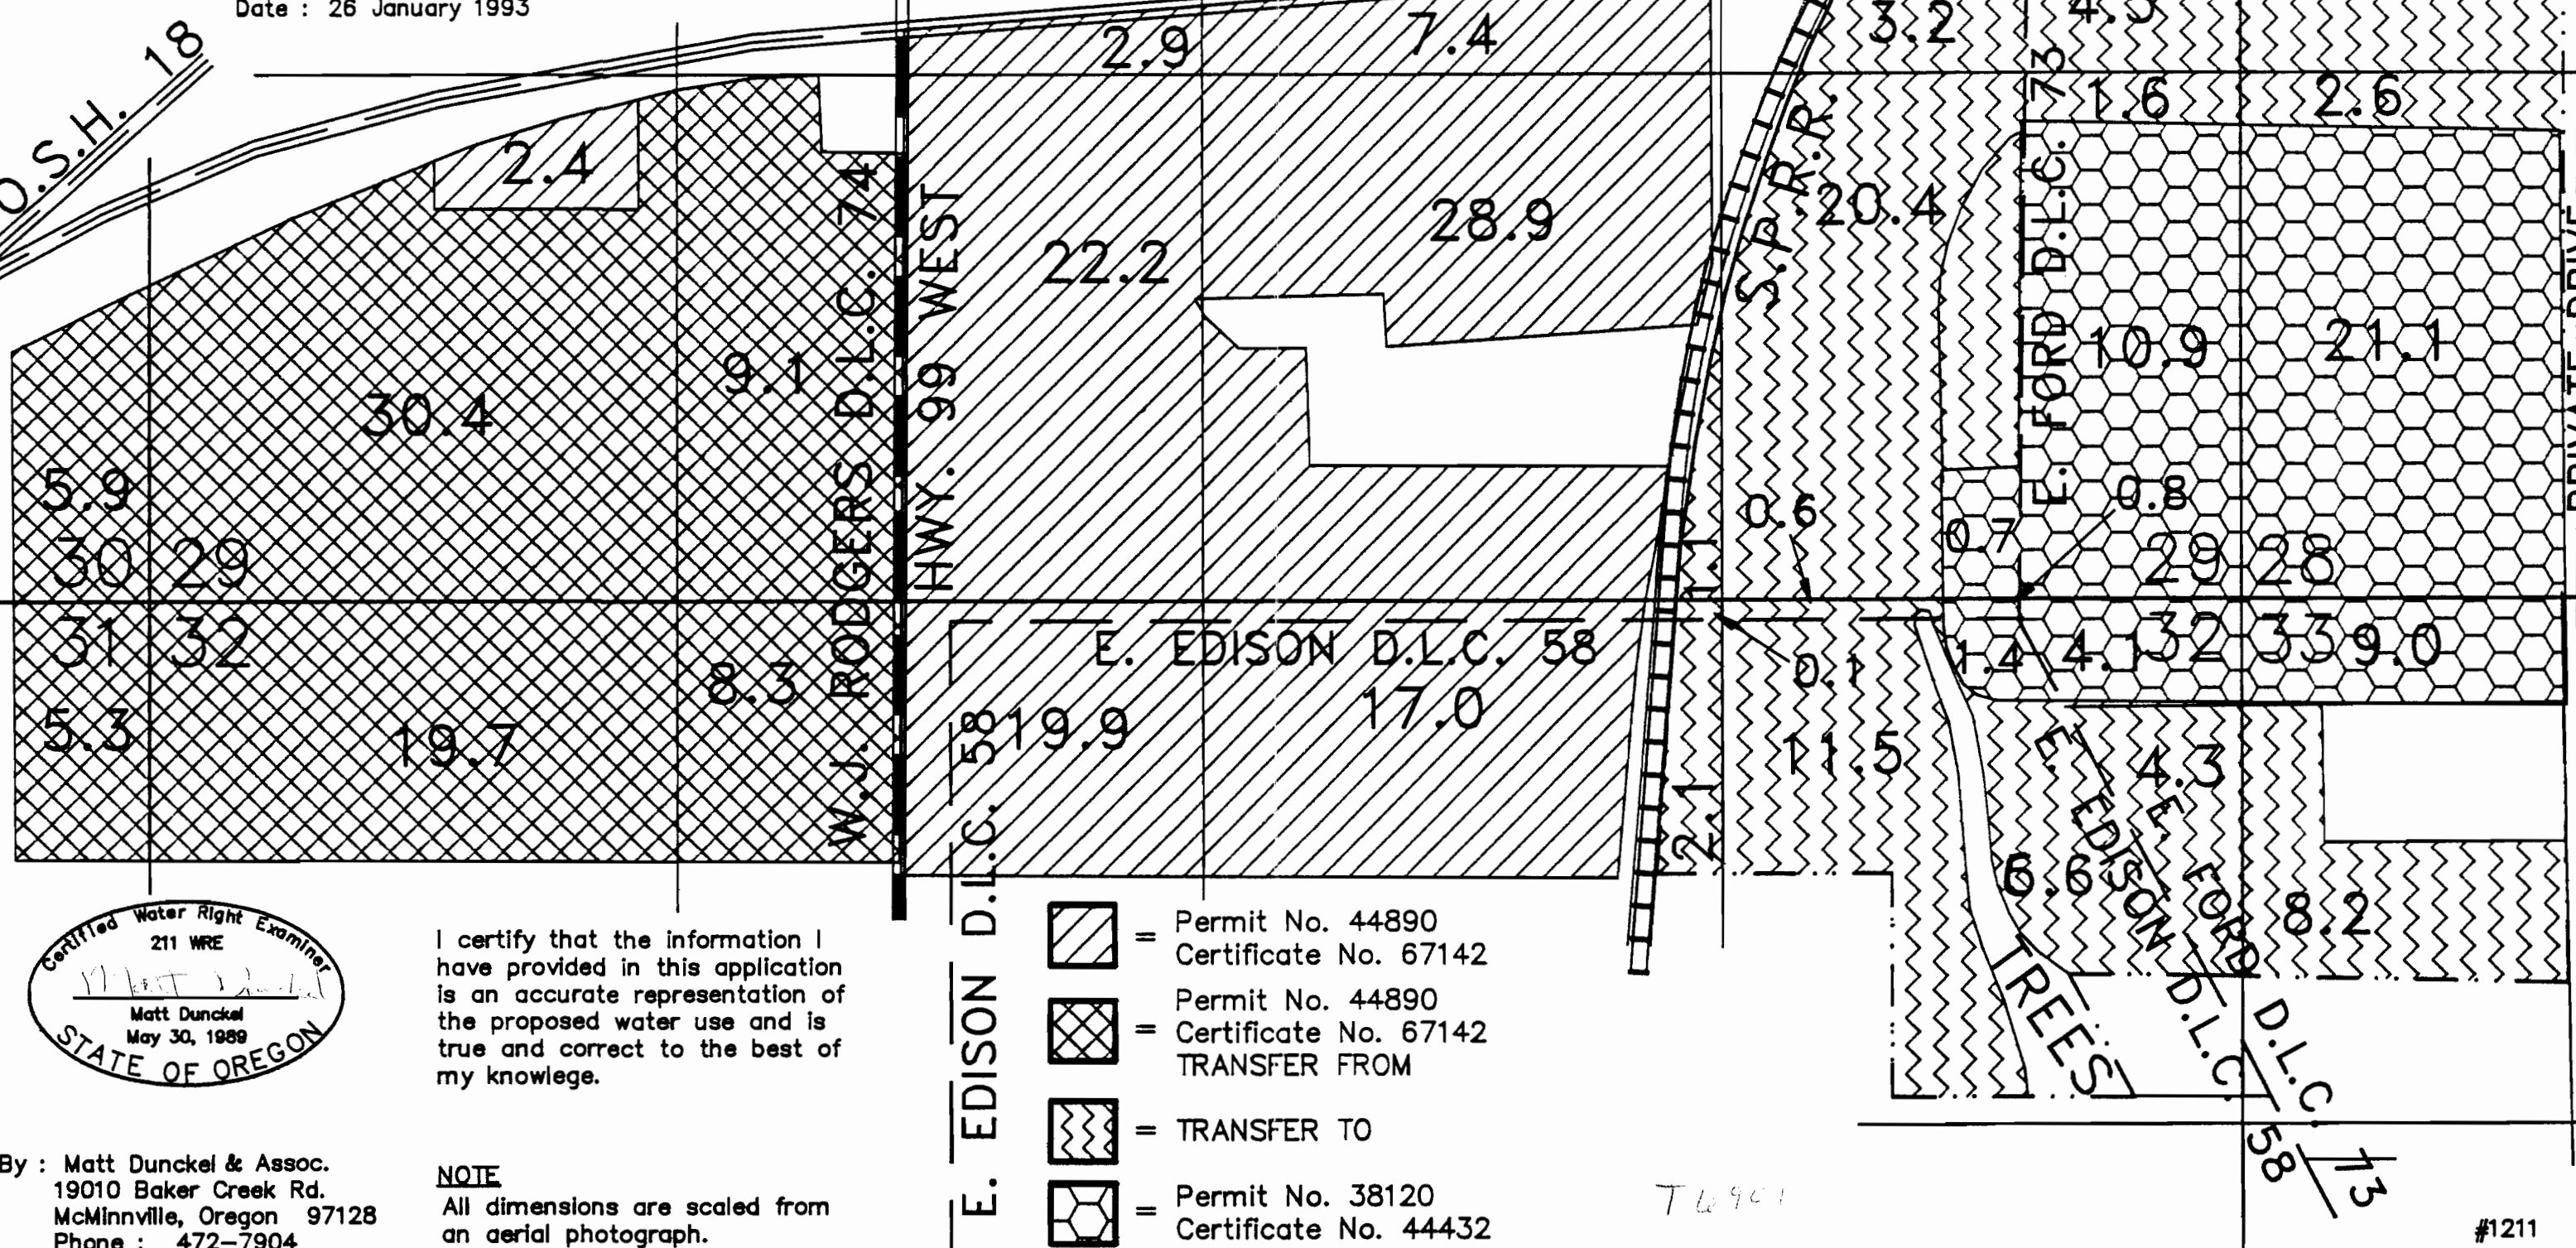 Date : 26 January 1993
O.S.H. 18
2.9
7.4
3.2
4.5
1.6
2.6
2.4
28.9
22.2
20.4
S.P.R.R.
E. FORD D.L.C. 73
10.9
21.1
PRIVATE DRIVE
30.4
9.1
W.J. RODGERS D.L.C. 74
HWY. 99 WEST
5.9
30 29
31 32
5.3
19.7
8.3
0.6
0.7
0.8
29 28
32 33
1.1
0.1
1.4
4.1
9.0
E. EDISON D.L.C. 58
19.9
17.0
2.1
11.5
4.3
6.6
8.2
E. EDISON D.L.C. 58
E. FORD D.L.C. 73
TREES
E. EDISON D.L.C. 58
Certified Water Right Examiner
211 WRE
Matt Dunckel
Matt Dunckel
May 30, 1989
STATE OF OREGON
I certify that the information I
have provided in this application
is an accurate representation of
the proposed water use and is
true and correct to the best of
my knowlege.
= Permit No. 44890
Certificate No. 67142
= Permit No. 44890
Certificate No. 67142
TRANSFER FROM
= TRANSFER TO
= Permit No. 38120
Certificate No. 44432
By : Matt Dunckel & Assoc.
19010 Baker Creek Rd.
McMinnville, Oregon 97128
Phone : 472-7904
NOTE
All dimensions are scaled from
an aerial photograph.
T6901
#1211